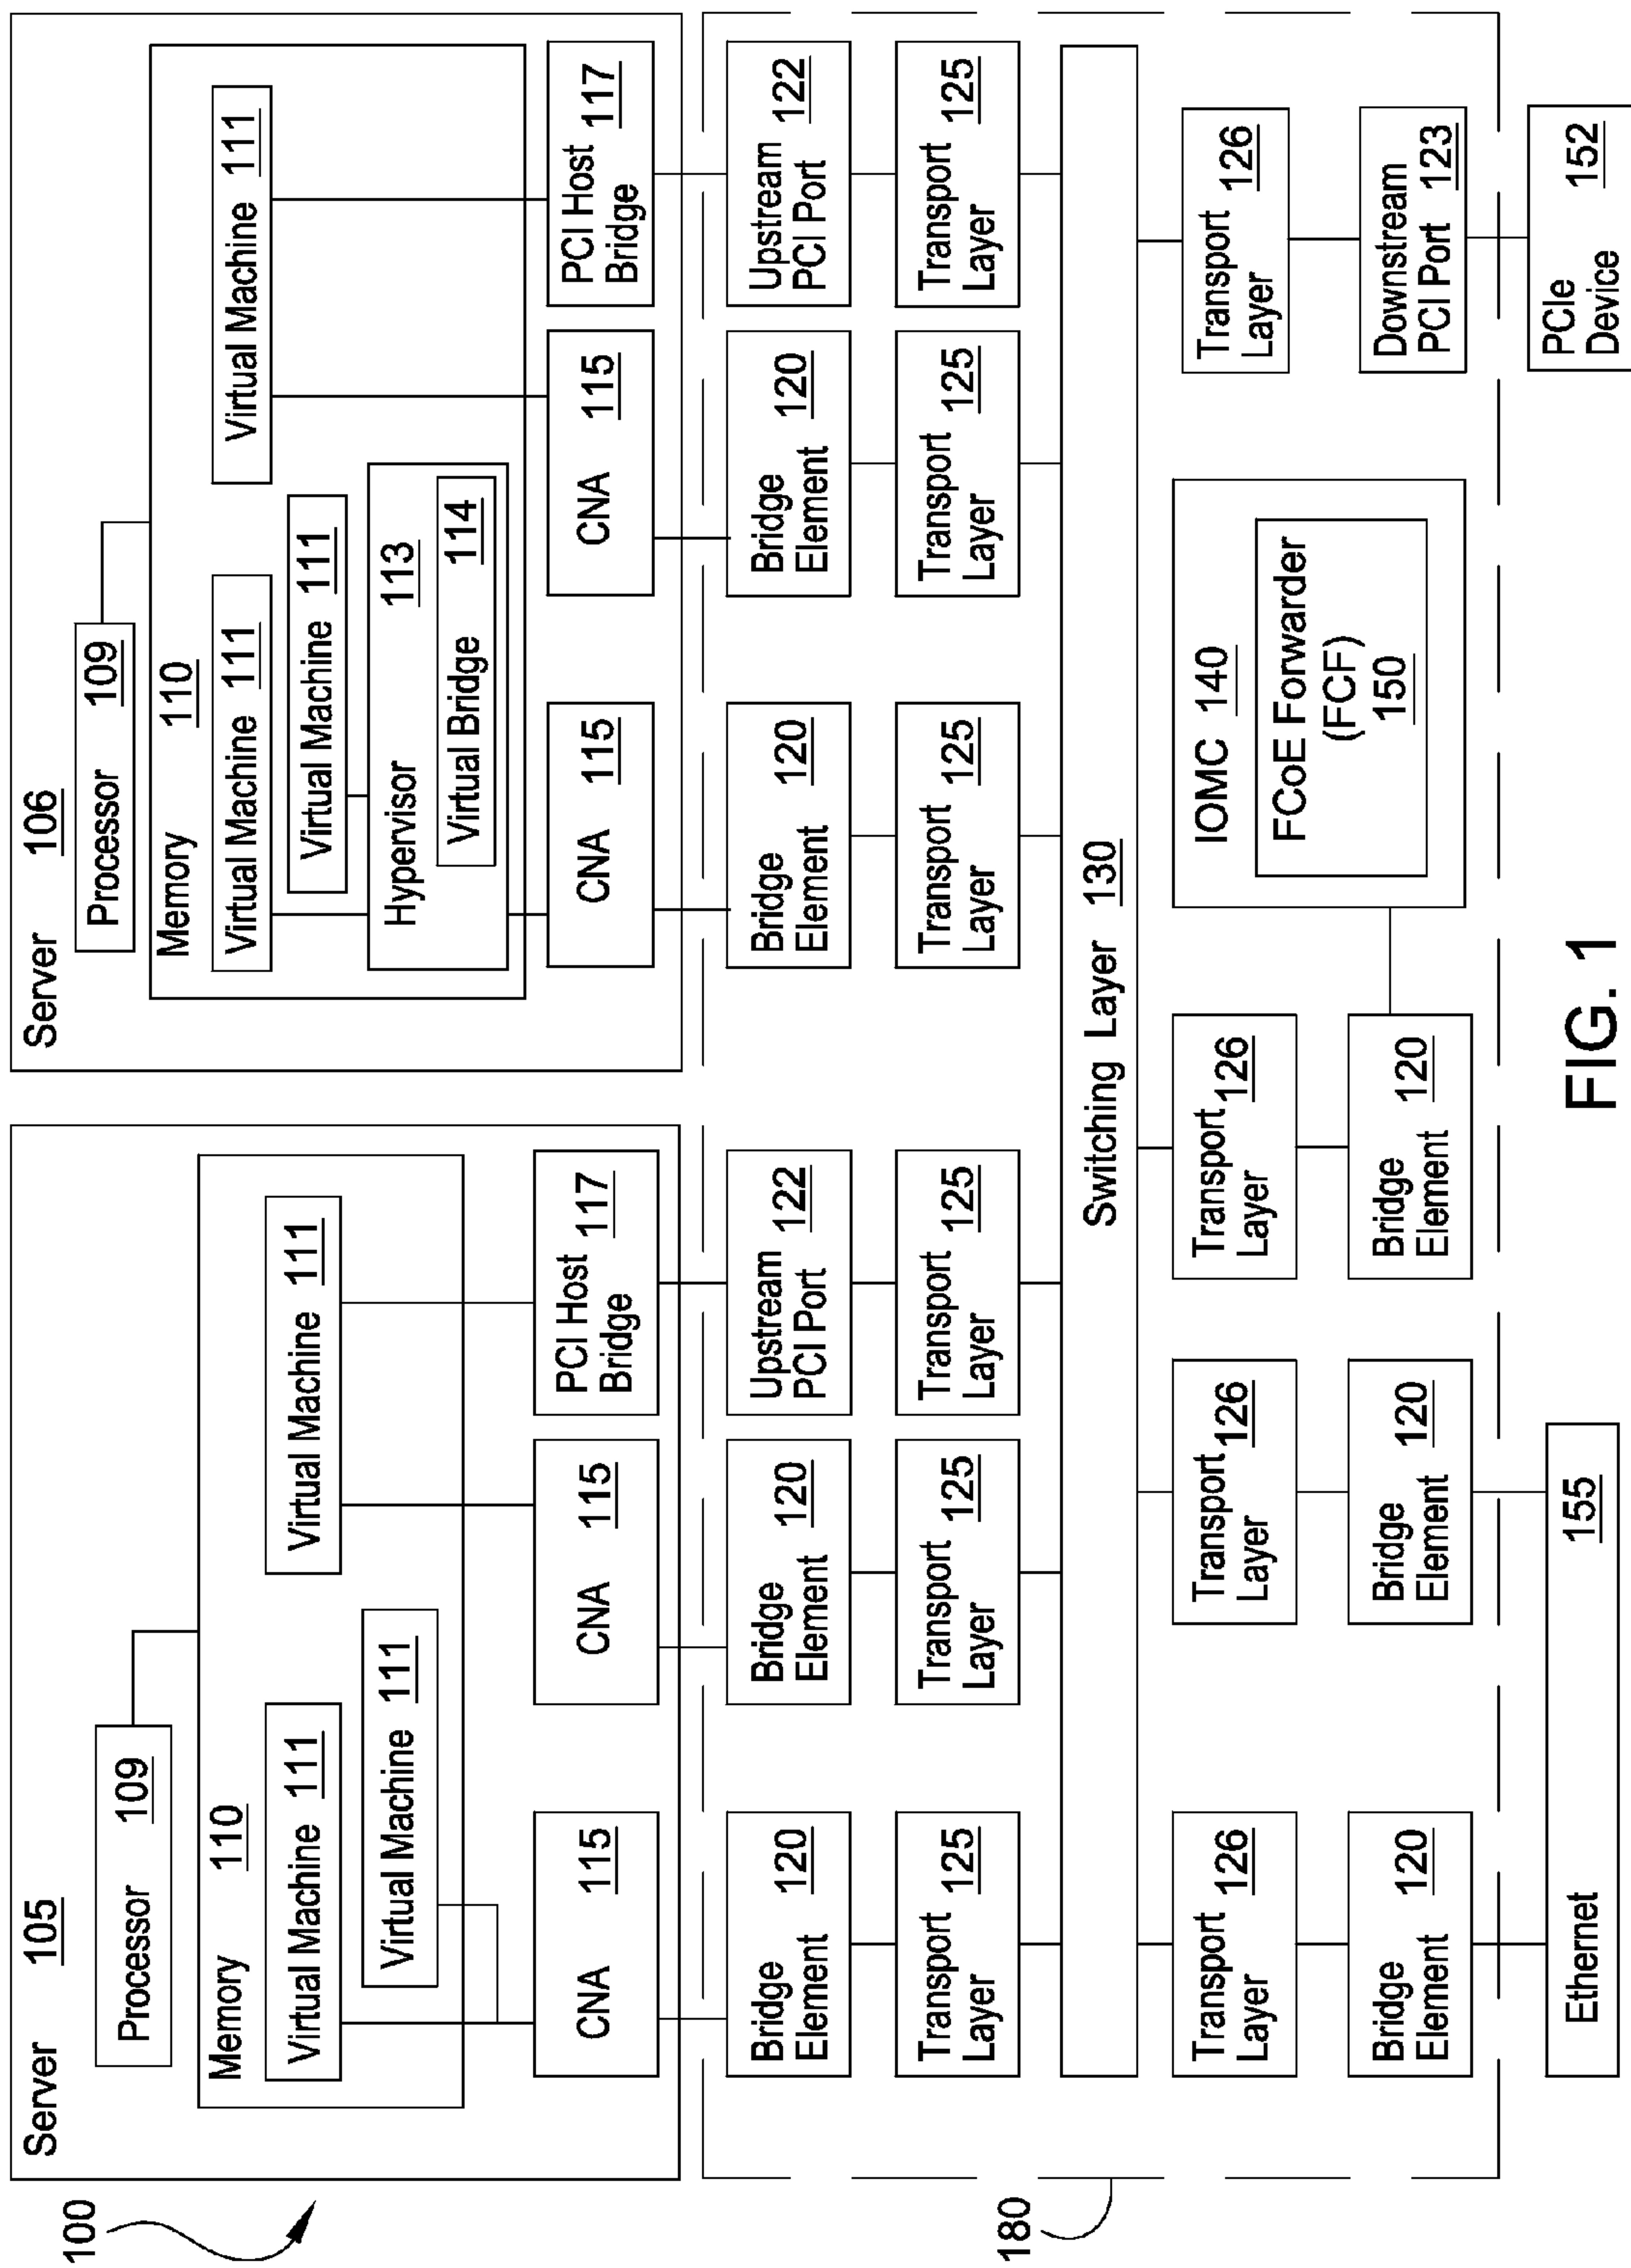 100
Server 105
Processor 109
Memory 110
Virtual Machine 111
Virtual Machine 111
Virtual Machine 111
CNA 115
CNA 115
PCI Host
Bridge 117
Server 106
Processor 109
Memory 110
Virtual Machine 111
Virtual Machine 111
Virtual Machine 111
Hypervisor 113
Virtual Bridge 114
CNA 115
CNA 115
PCI Host
Bridge 117
180
Bridge
Element 120
Bridge
Element 120
Upstream
PCI Port 122
Bridge
Element 120
Bridge
Element 120
Upstream
PCI Port 122
Transport
Layer 125
Transport
Layer 125
Transport
Layer 125
Transport
Layer 125
Transport
Layer 125
Transport
Layer 125
Switching Layer 130
Transport
Layer 126
Transport
Layer 126
Transport
Layer 126
IOMC 140
FCoE Forwarder
(FCF)
150
Transport
Layer 126
Bridge
Element 120
Bridge
Element 120
Bridge
Element 120
Downstream
PCI Port 123
Ethernet 155
PCIe
Device 152
FIG. 1